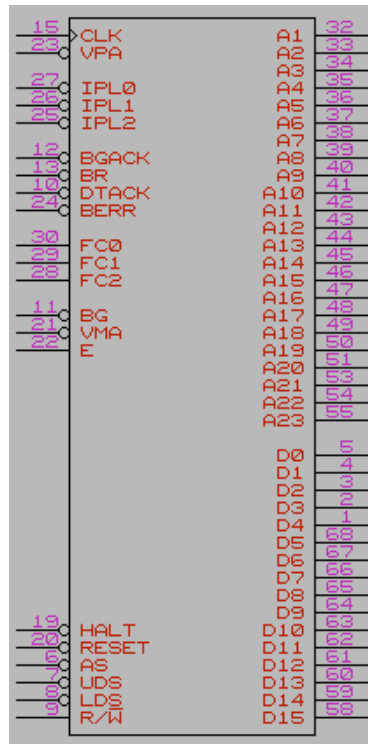 15 CLK A1 32
23 VPA A2 33
A3 34
27 IPL0 A4 35
26 IPL1 A5 36
25 IPL2 A6 37
A7 38
12 BGACK A8 39
13 BR A9 40
10 DTACK A10 41
24 BERR A11 42
A12 43
30 FC0 A13 44
29 FC1 A14 45
28 FC2 A15 46
A16 47
11 BG A17 48
21 VMA A18 49
22 E A19 50
A20 51
A21 53
A22 54
A23 55
D0 5
D1 4
D2 3
D3 2
D4 1
D5 68
D6 67
D7 66
D8 65
D9 64
19 HALT D10 63
20 RESET D11 62
6 AS D12 61
7 UDS D13 60
8 LDS D14 59
9 R/W̅ D15 58